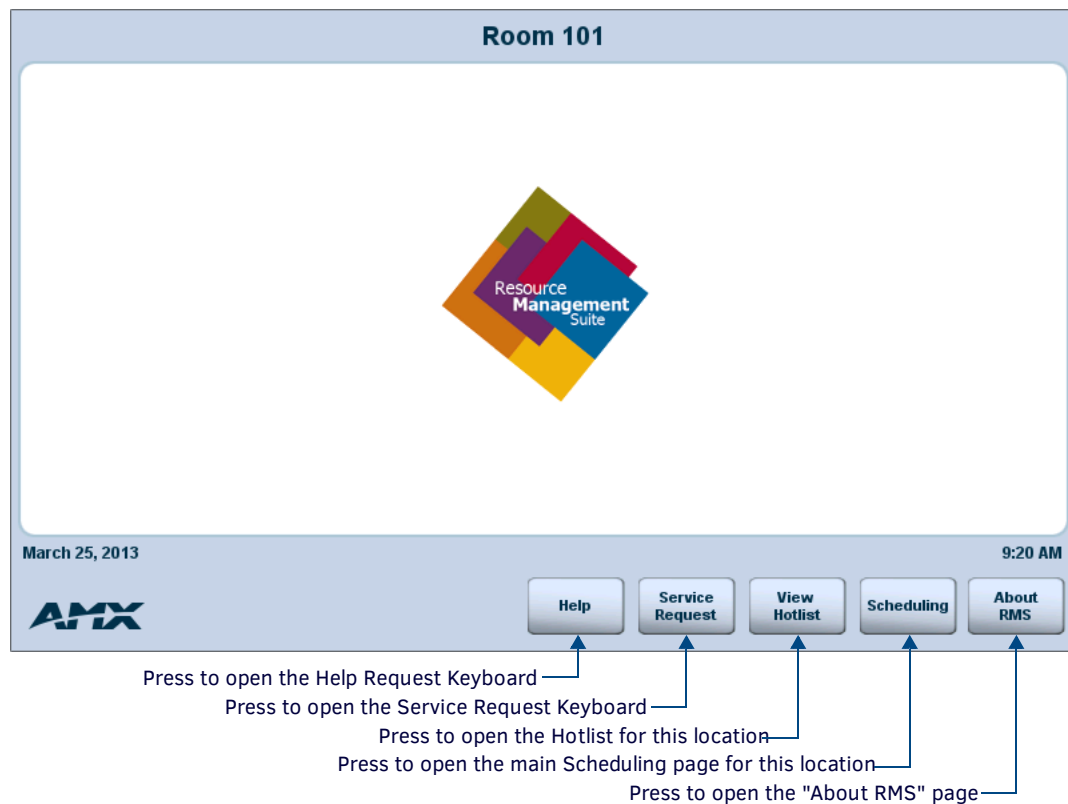 Room 101
Resource
Management
Suite
March 25, 2013
9:20 AM
AMX
Help
Service
Request
View
Hotlist
Scheduling
About
RMS
Press to open the Help Request Keyboard
Press to open the Service Request Keyboard
Press to open the Hotlist for this location
Press to open the main Scheduling page for this location
Press to open the "About RMS" page